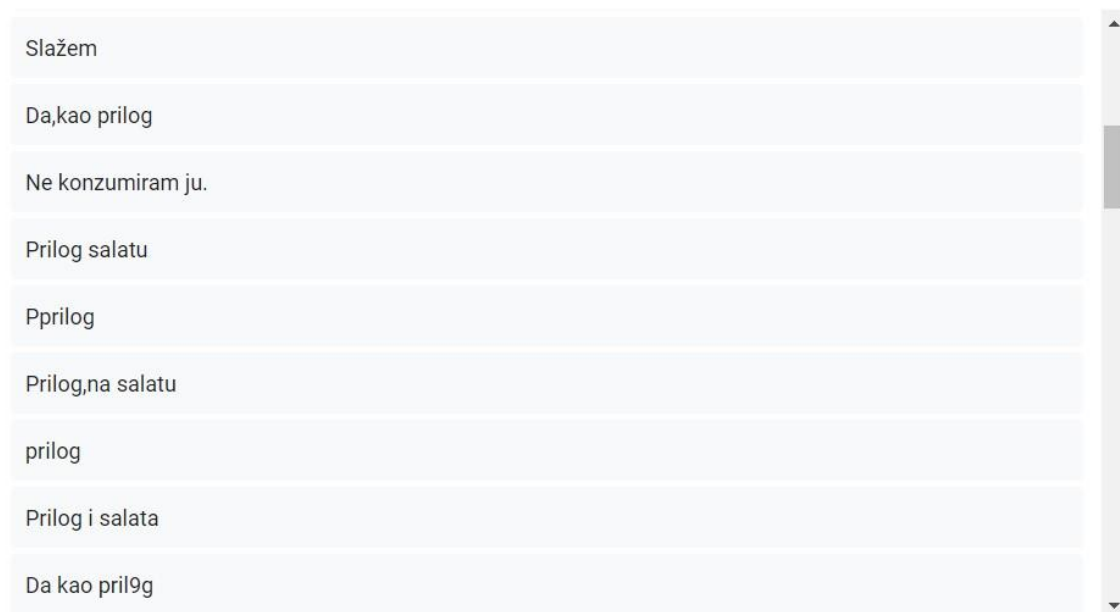 Slažem
Da,kao prilog
Ne konzumiram ju.
Prilog salatu
Pprilog
Prilog,na salatu
prilog
Prilog i salata
Da kao pril9g